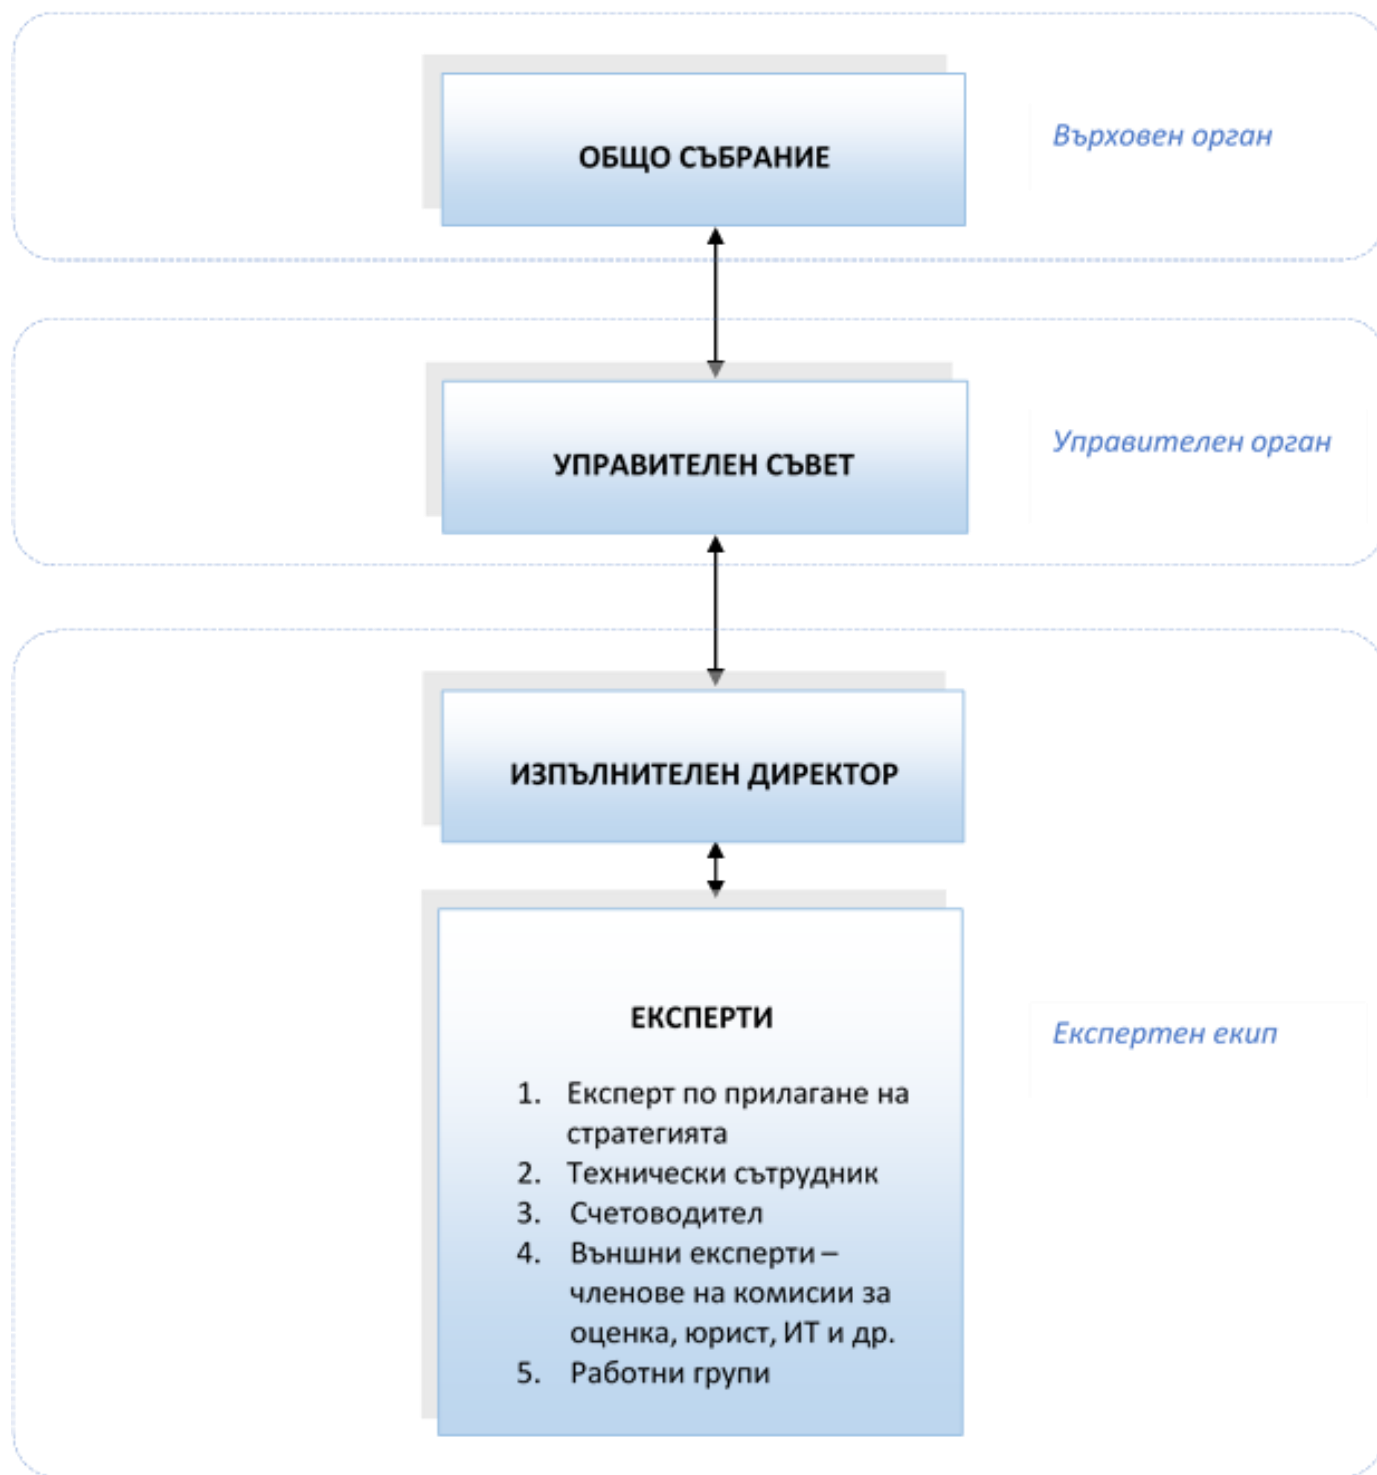 ОБЩО СЪБРАНИЕ
Върховен орган
УПРАВИТЕЛЕН СЪВЕТ
Управителен орган
ИЗПЪЛНИТЕЛЕН ДИРЕКТОР
ЕКСПЕРТИ
Експертен екип
1. Експерт по прилагане на
стратегията
2. Технически сътрудник
3. Счетоводител
4. Външни експерти –
членове на комисии за
оценка, юрист, ИТ и др.
5. Работни групи